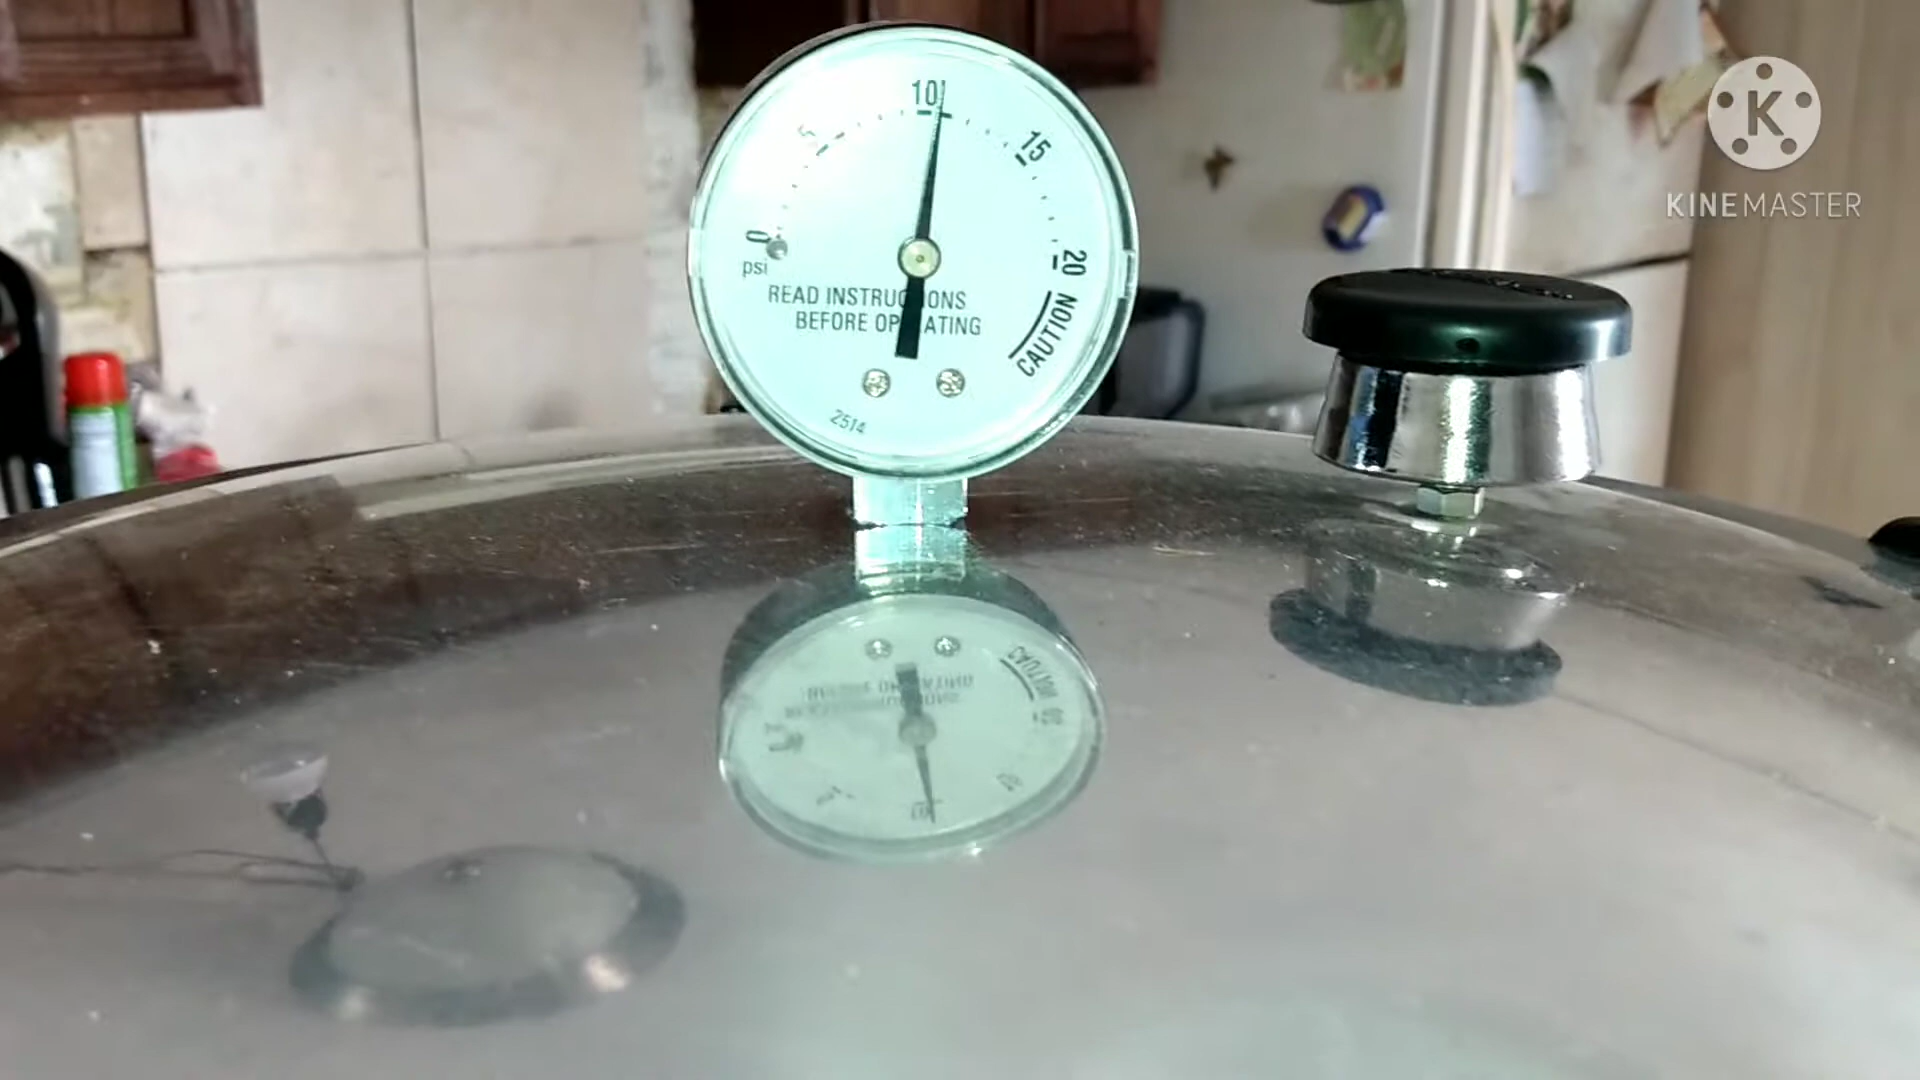 10
5
15
0
20
psi
READ INSTRUCTIONS
BEFORE OPERATING
CAUTION
2514
K
KINEMASTER